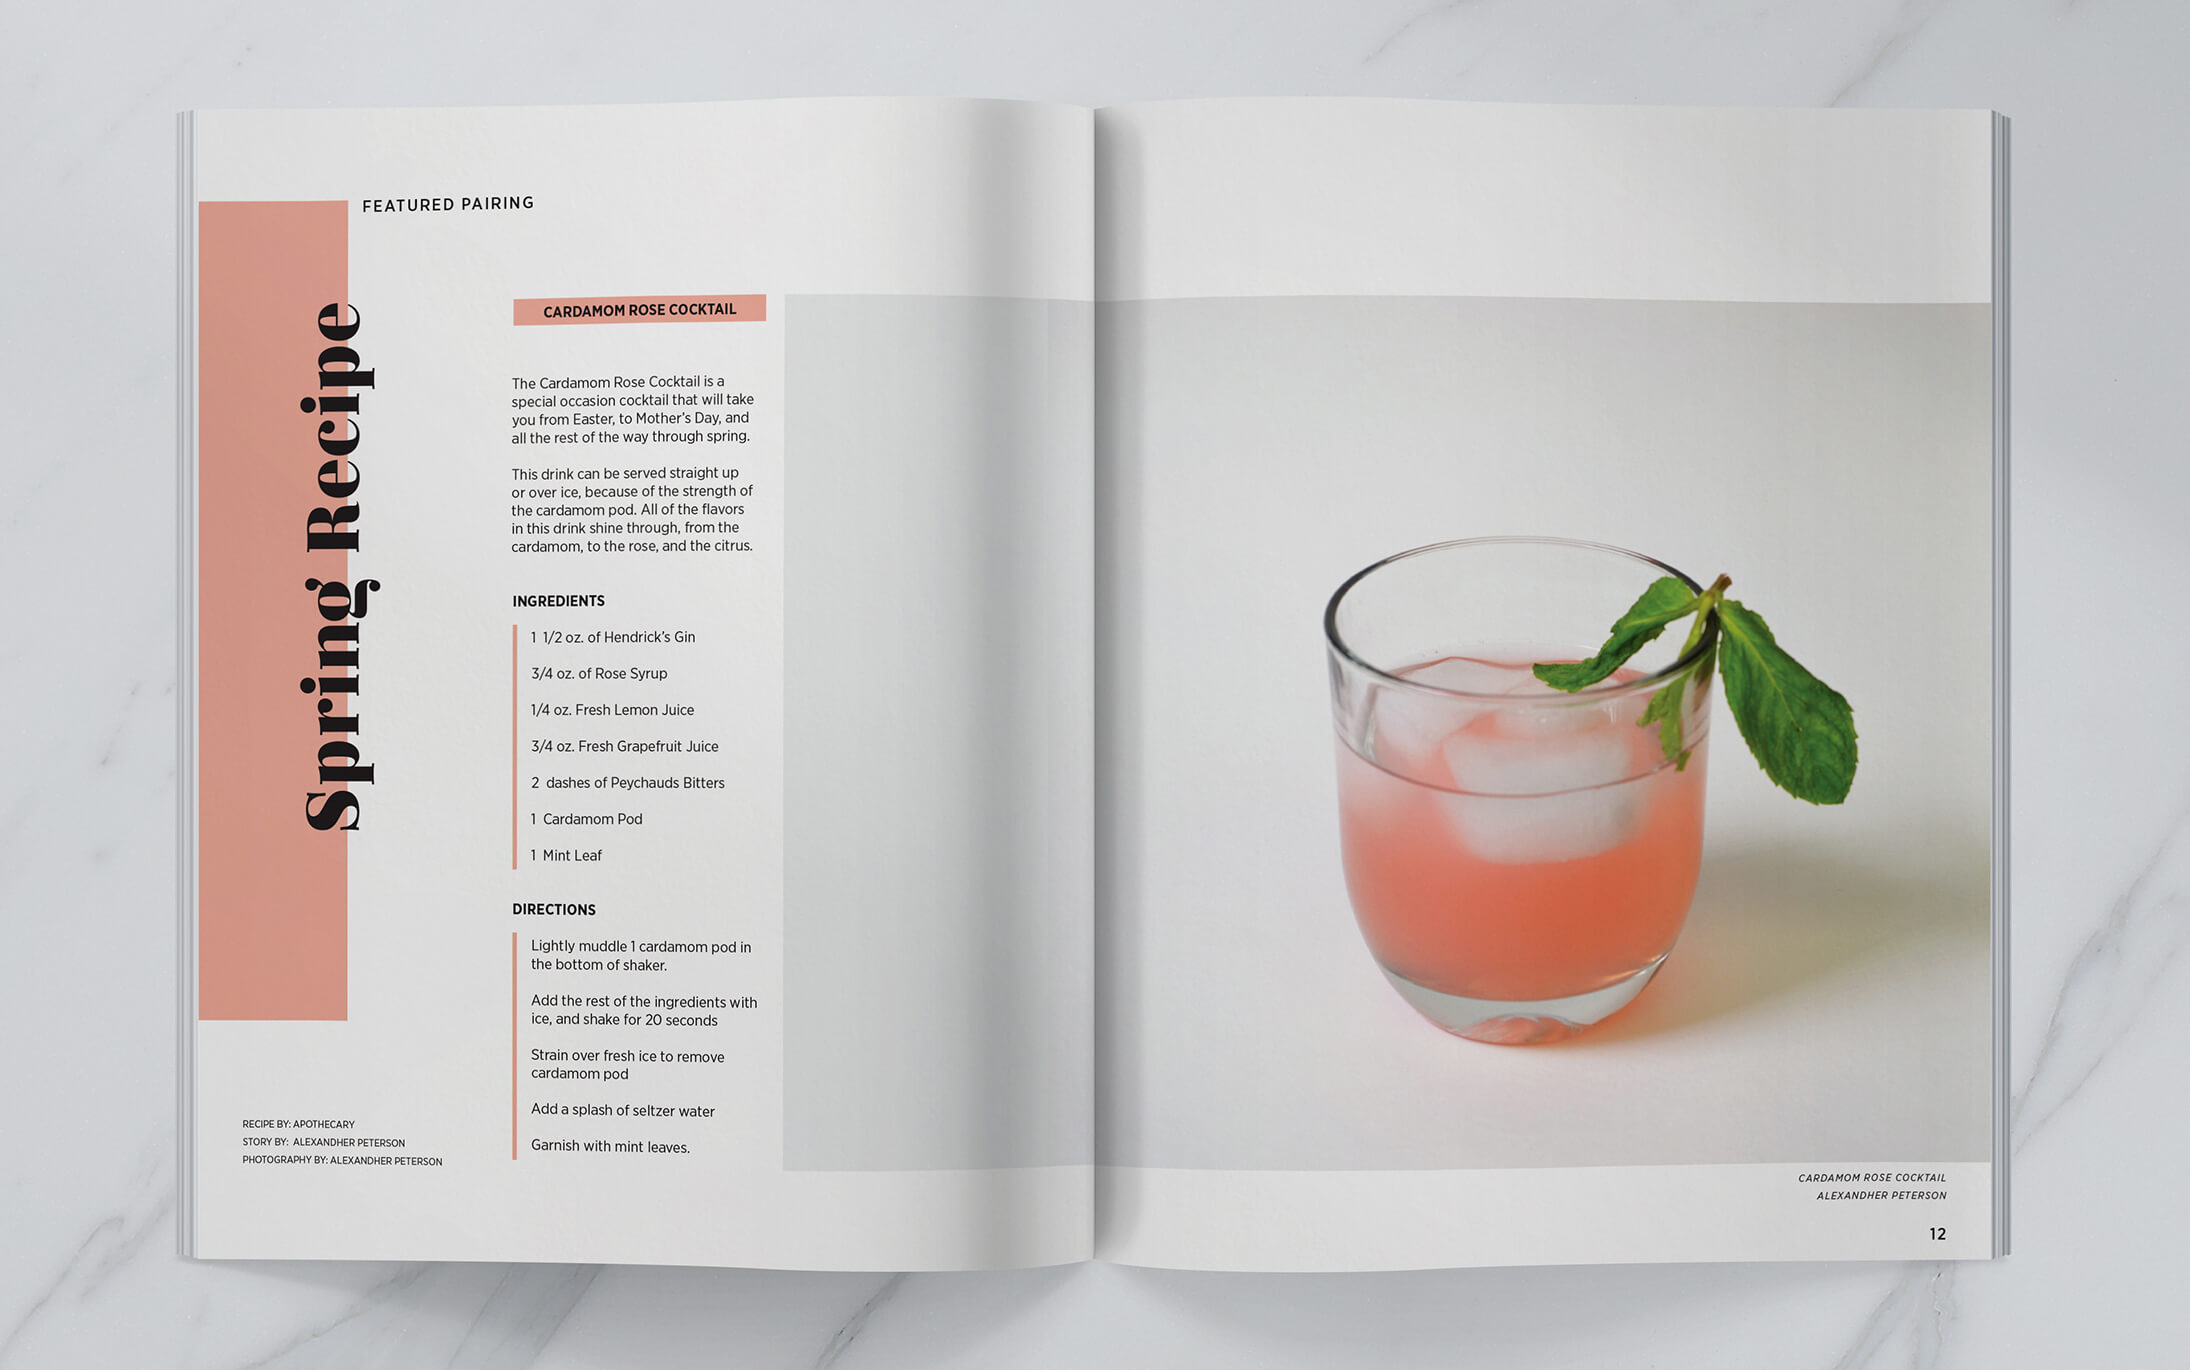 FEATURED PAIRING
Spring Recipe
CARDAMOM ROSE COCKTAIL
The Cardamom Rose Cocktail is a
special occasion cocktail that will take
you from Easter, to Mother's Day, and
all the rest of the way through spring.
This drink can be served straight up
or over ice, because of the strength of
the cardamom pod. All of the flavors
in this drink shine through, from the
cardamom, to the rose, and the citrus.
INGREDIENTS
1 1/2 oz. of Hendrick's Gin
3/4 oz. of Rose Syrup
1/4 oz. Fresh Lemon Juice
3/4 oz. Fresh Grapefruit Juice
2 dashes of Peychauds Bitters
1 Cardamom Pod
1 Mint Leaf
DIRECTIONS
Lightly muddle 1 cardamom pod in
the bottom of shaker.
Add the rest of the ingredients with
ice, and shake for 20 seconds
Strain over fresh ice to remove
cardamom pod
Add a splash of seltzer water
Garnish with mint leaves.
RECIPE BY: APOTHECARY
STORY BY: ALEXANDHER PETERSON
PHOTOGRAPHY BY: ALEXANDHER PETERSON
CARDAMOM ROSE COCKTAIL
ALEXANDHER PETERSON
12